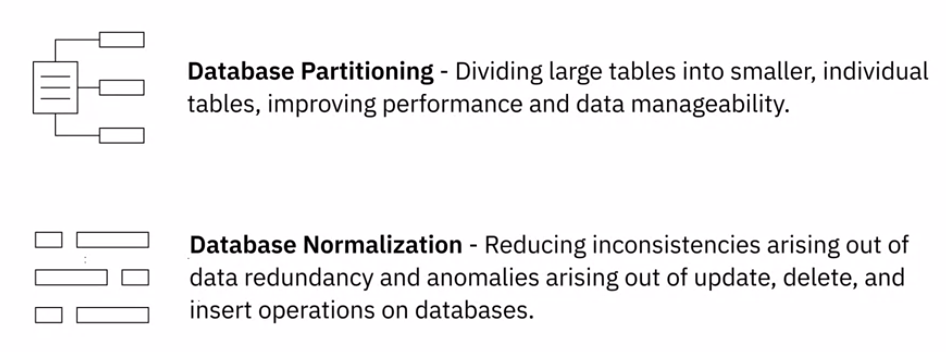 Database Partitioning - Dividing large tables into smaller, individual
tables, improving performance and data manageability.
Database Normalization - Reducing inconsistencies arising out of
data redundancy and anomalies arising out of update, delete, and
insert operations on databases.